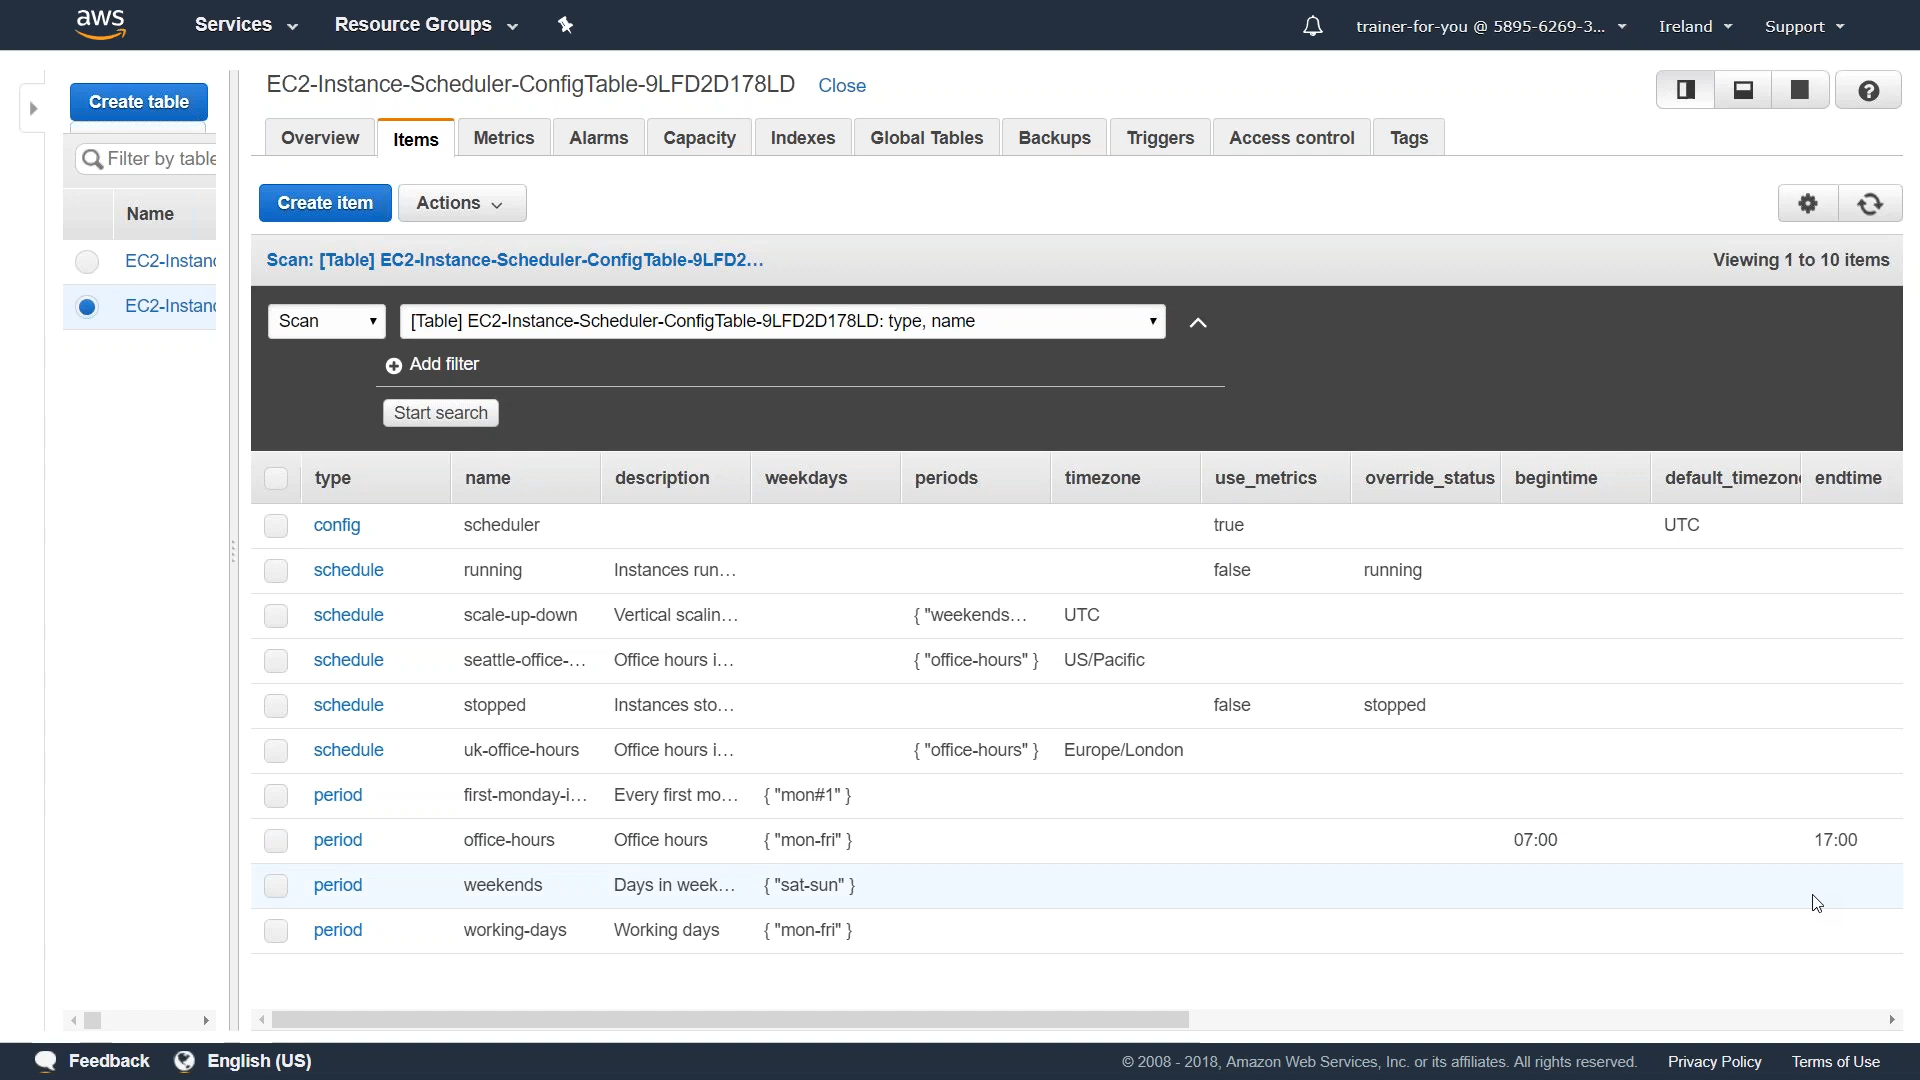 aws Services Resource Groups trainer-for-you @ 5895-6269-3... Ireland Support
EC2-Instance-Scheduler-ConfigTable-9LFD2D178LD Close
Create table
Overview Items Metrics Alarms Capacity Indexes Global Tables Backups Triggers Access control Tags
Filter by table
Create item Actions
Name
EC2-Instanc
EC2-Instanc
Scan: [Table] EC2-Instance-Scheduler-ConfigTable-9LFD2... Viewing 1 to 10 items
Scan [Table] EC2-Instance-Scheduler-ConfigTable-9LFD2D178LD: type, name
Add filter
Start search
type name description weekdays periods timezone use_metrics override_status begintime default_timezon endtime
config scheduler true UTC
schedule running Instances run... false running
schedule scale-up-down Vertical scalin... { "weekends... UTC
schedule seattle-office-... Office hours i... { "office-hours" } US/Pacific
schedule stopped Instances sto... false stopped
schedule uk-office-hours Office hours i... { "office-hours" } Europe/London
period first-monday-i... Every first mo... { "mon#1" }
period office-hours Office hours { "mon-fri" } 07:00 17:00
period weekends Days in week... { "sat-sun" }
period working-days Working days { "mon-fri" }
Feedback English (US) © 2008 - 2018, Amazon Web Services, Inc. or its affiliates. All rights reserved. Privacy Policy Terms of Use